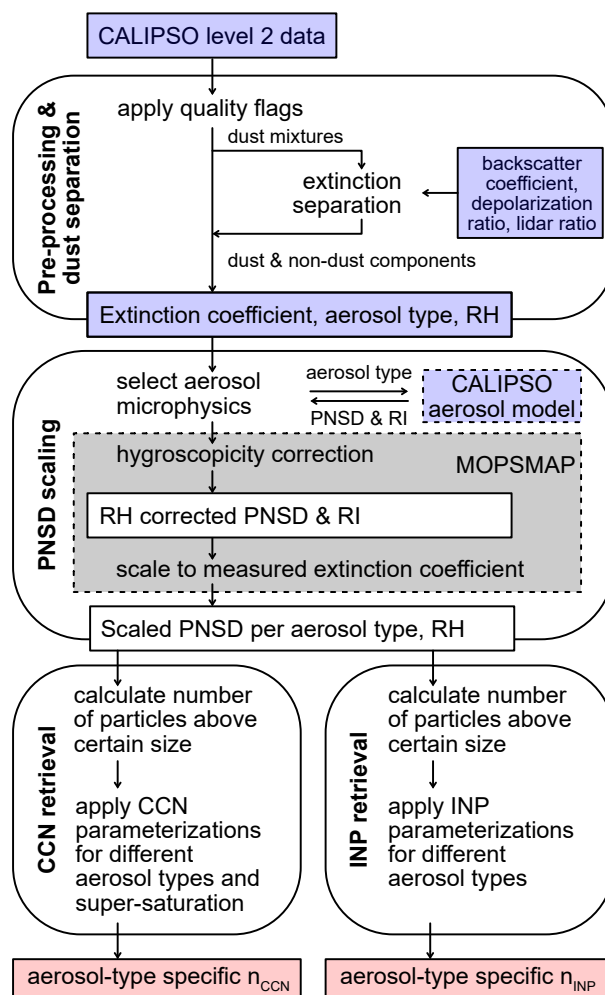 CALIPSO level 2 data
Pre-processing &
dust separation
apply quality flags
dust mixtures
extinction
separation
backscatter
coefficient,
depolarization
ratio, lidar ratio
dust & non-dust components
Extinction coefficient, aerosol type, RH
PNSD scaling
select aerosol
microphysics
aerosol type
PNSD & RI
CALIPSO
aerosol model
hygroscopicity correction
MOPSMAP
RH corrected PNSD & RI
scale to measured extinction coefficient
Scaled PNSD per aerosol type, RH
CCN retrieval
calculate number
of particles above
certain size
apply CCN
parameterizations
for different
aerosol types and
super-saturation
aerosol-type specific nCCN
INP retrieval
calculate number
of particles above
certain size
apply INP
parameterizations
for different
aerosol types
aerosol-type specific nINP